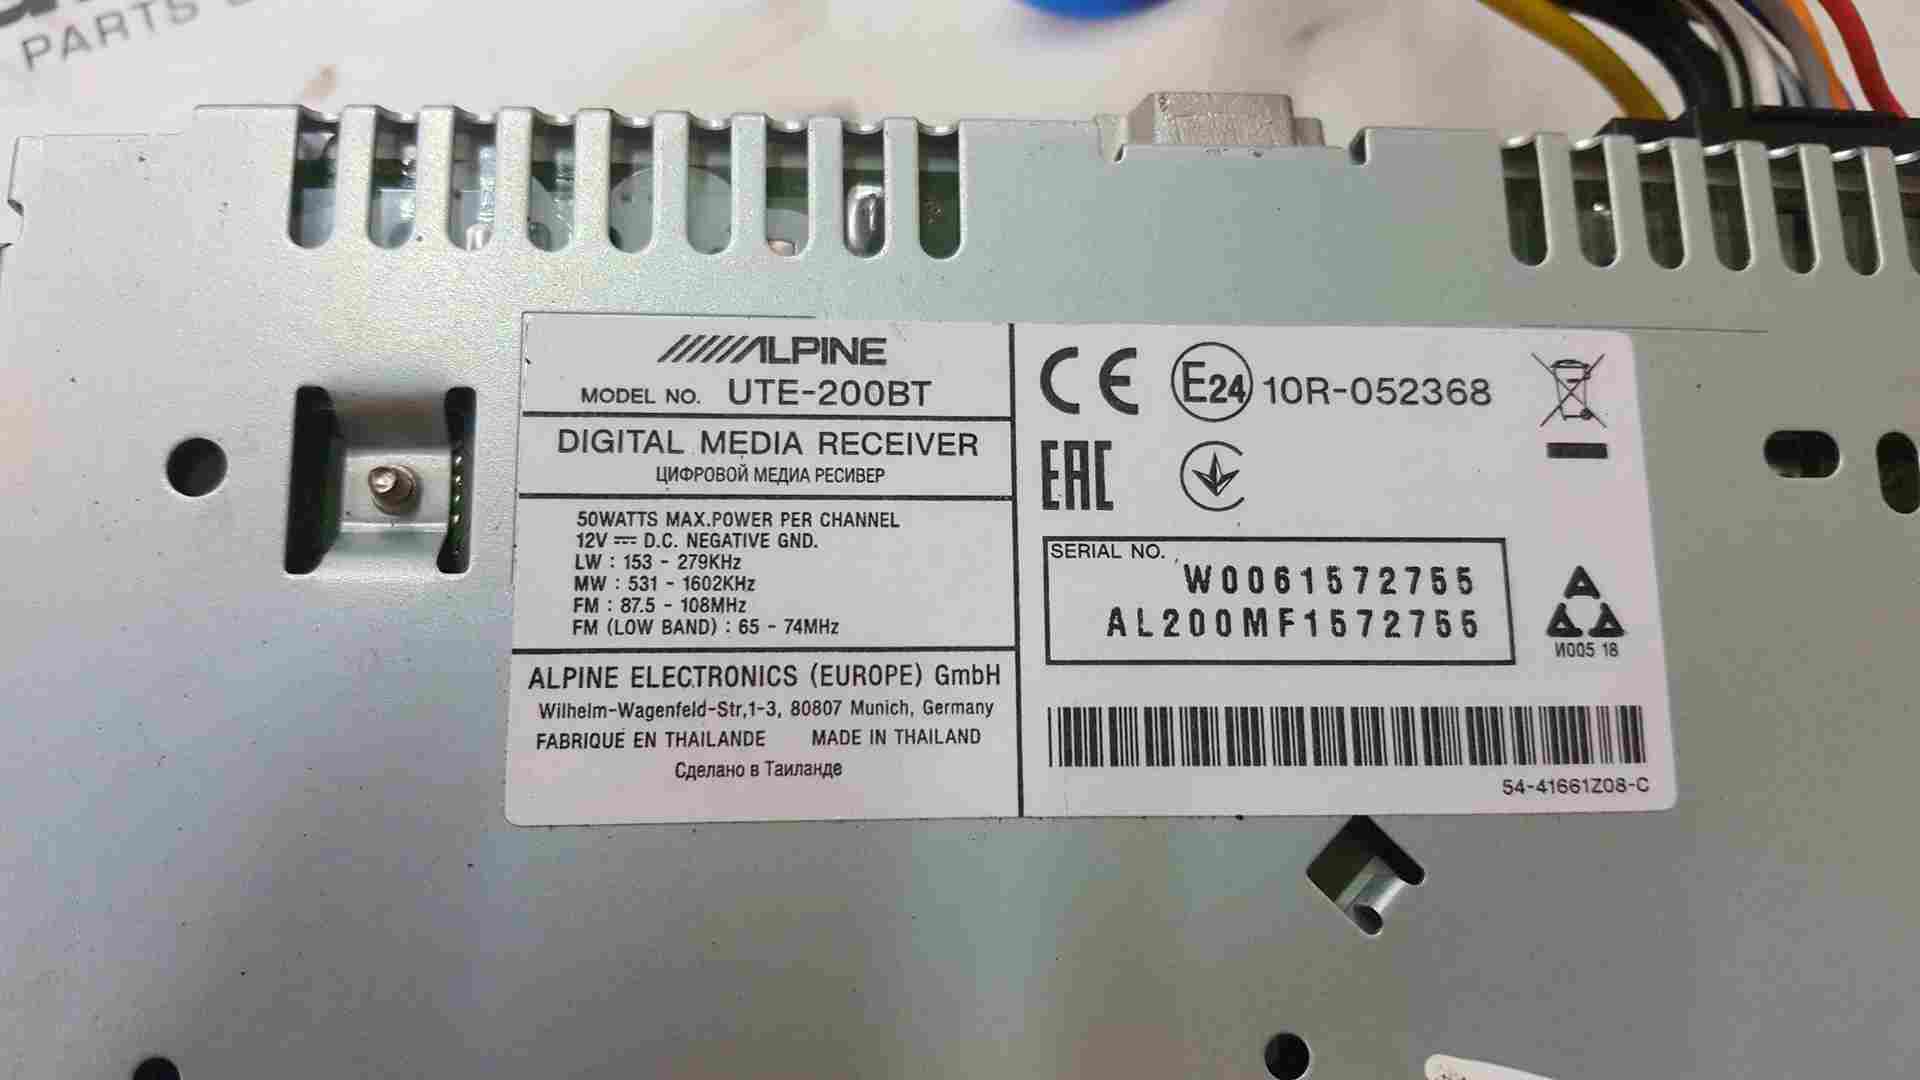 PARTS
ALPINE
MODEL NO. UTE-200BT
DIGITAL MEDIA RECEIVER
ЦИФРОВОЙ МЕДИА РЕСИВЕР
50WATTS MAX.POWER PER CHANNEL
12V D.C. NEGATIVE GND.
LW : 153 - 279KHz
MW : 531 - 1602KHz
FM : 87.5 - 108MHz
FM (LOW BAND) : 65 - 74MHz
ALPINE ELECTRONICS (EUROPE) GmbH
Wilhelm-Wagenfeld-Str,1-3, 80807 Munich, Germany
FABRIQUE EN THAILANDE MADE IN THAILAND
Сделано в Таиланде
CE E24 10R-052368
EAC
SERIAL NO.
W0061572755
AL200MF1572755
И005 18
54-41661Z08-C